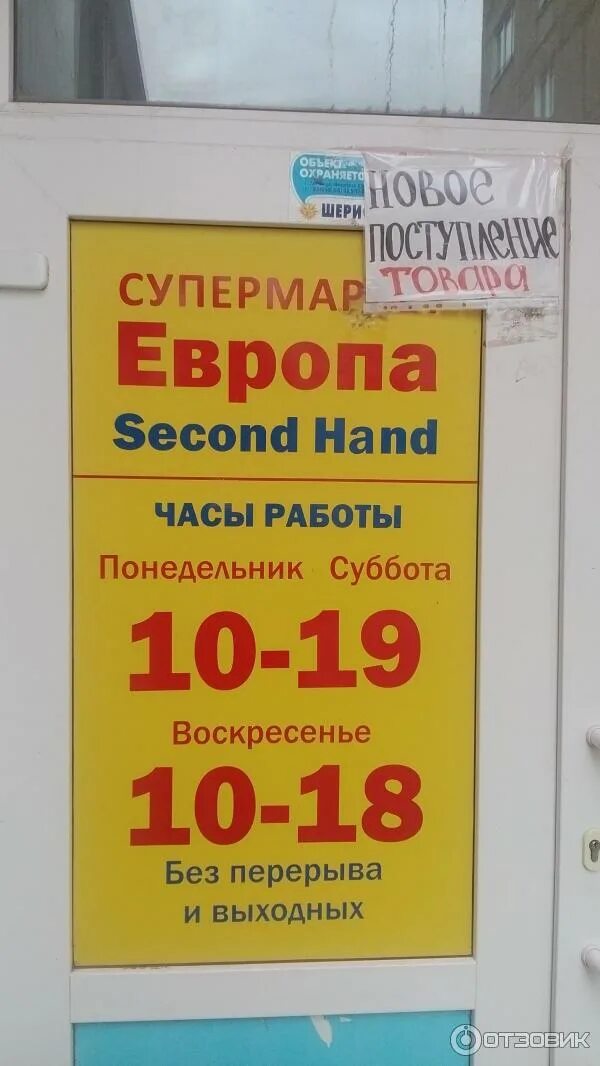 ОБЪЕКТ
НОВОЕ
ПОСТУПЛЕНИЕ
ТОВАРА
Европа
Second Hand
ЧАСЫ РАБОТЫ
Понедельник Суббота
10-19
Воскресенье
10-18
Без перерыва
и выходных
ОТЗОВИК